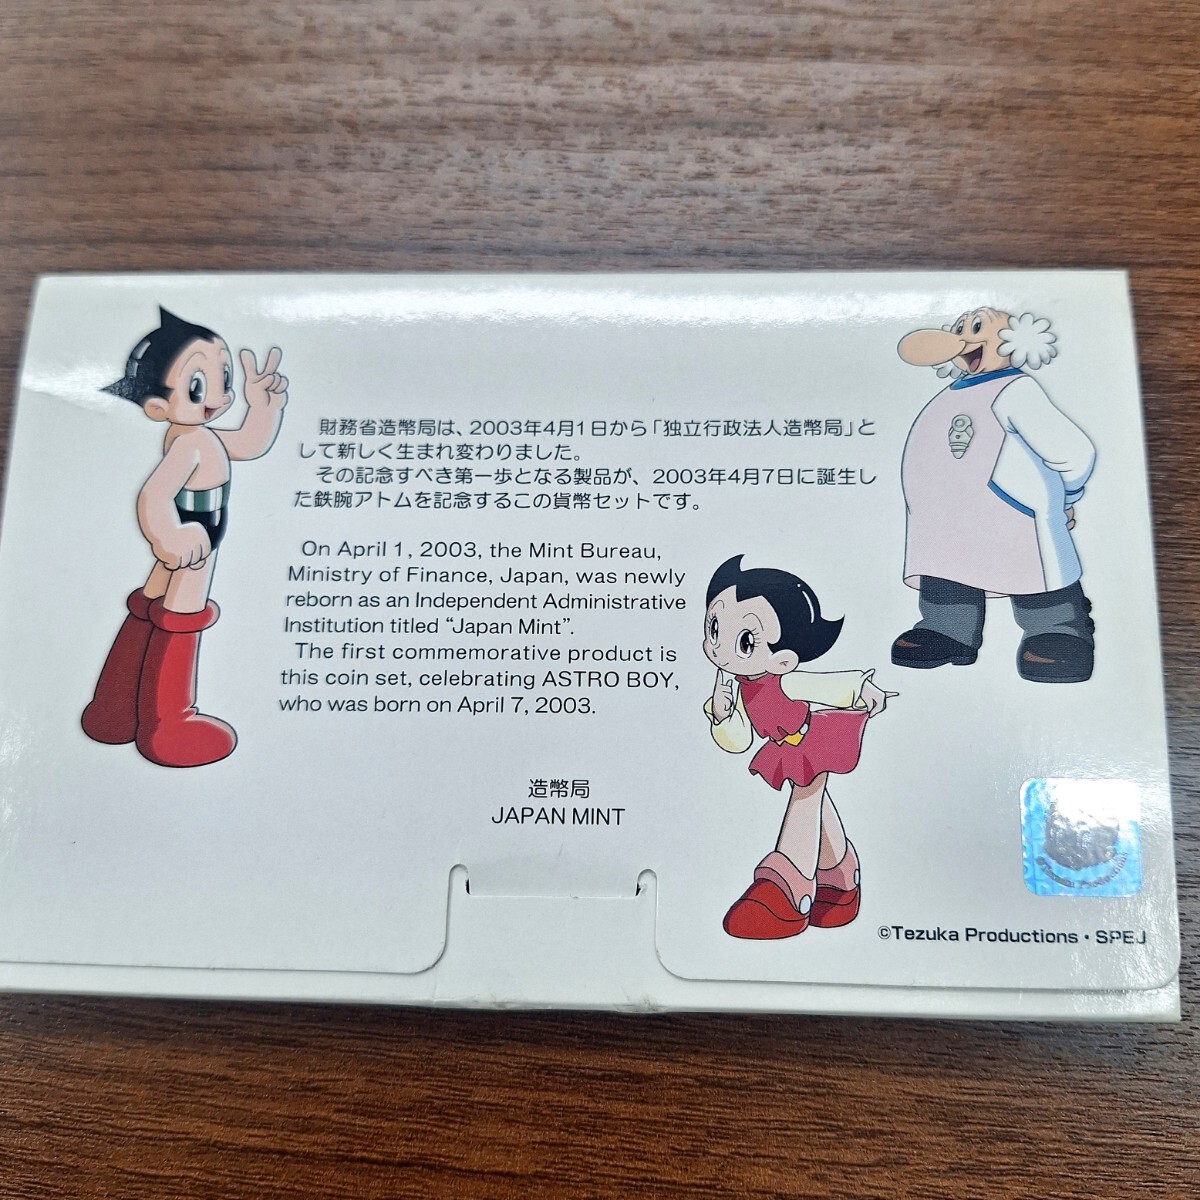 財務省造幣局は、2003年4月1日から「独立行政法人造幣局」と
して新しく生まれ変わりました。
その記念すべき第一歩となる製品が、2003年4月7日に誕生し
た鉄腕アトムを記念するこの貨幣セットです。
On April 1, 2003, the Mint Bureau,
Ministry of Finance, Japan, was newly
reborn as an Independent Administrative
Institution titled “Japan Mint”.
The first commemorative product is
this coin set, celebrating ASTRO BOY,
who was born on April 7, 2003.
造幣局
JAPAN MINT
©Tezuka Productions
©Tezuka Productions・SPEJ